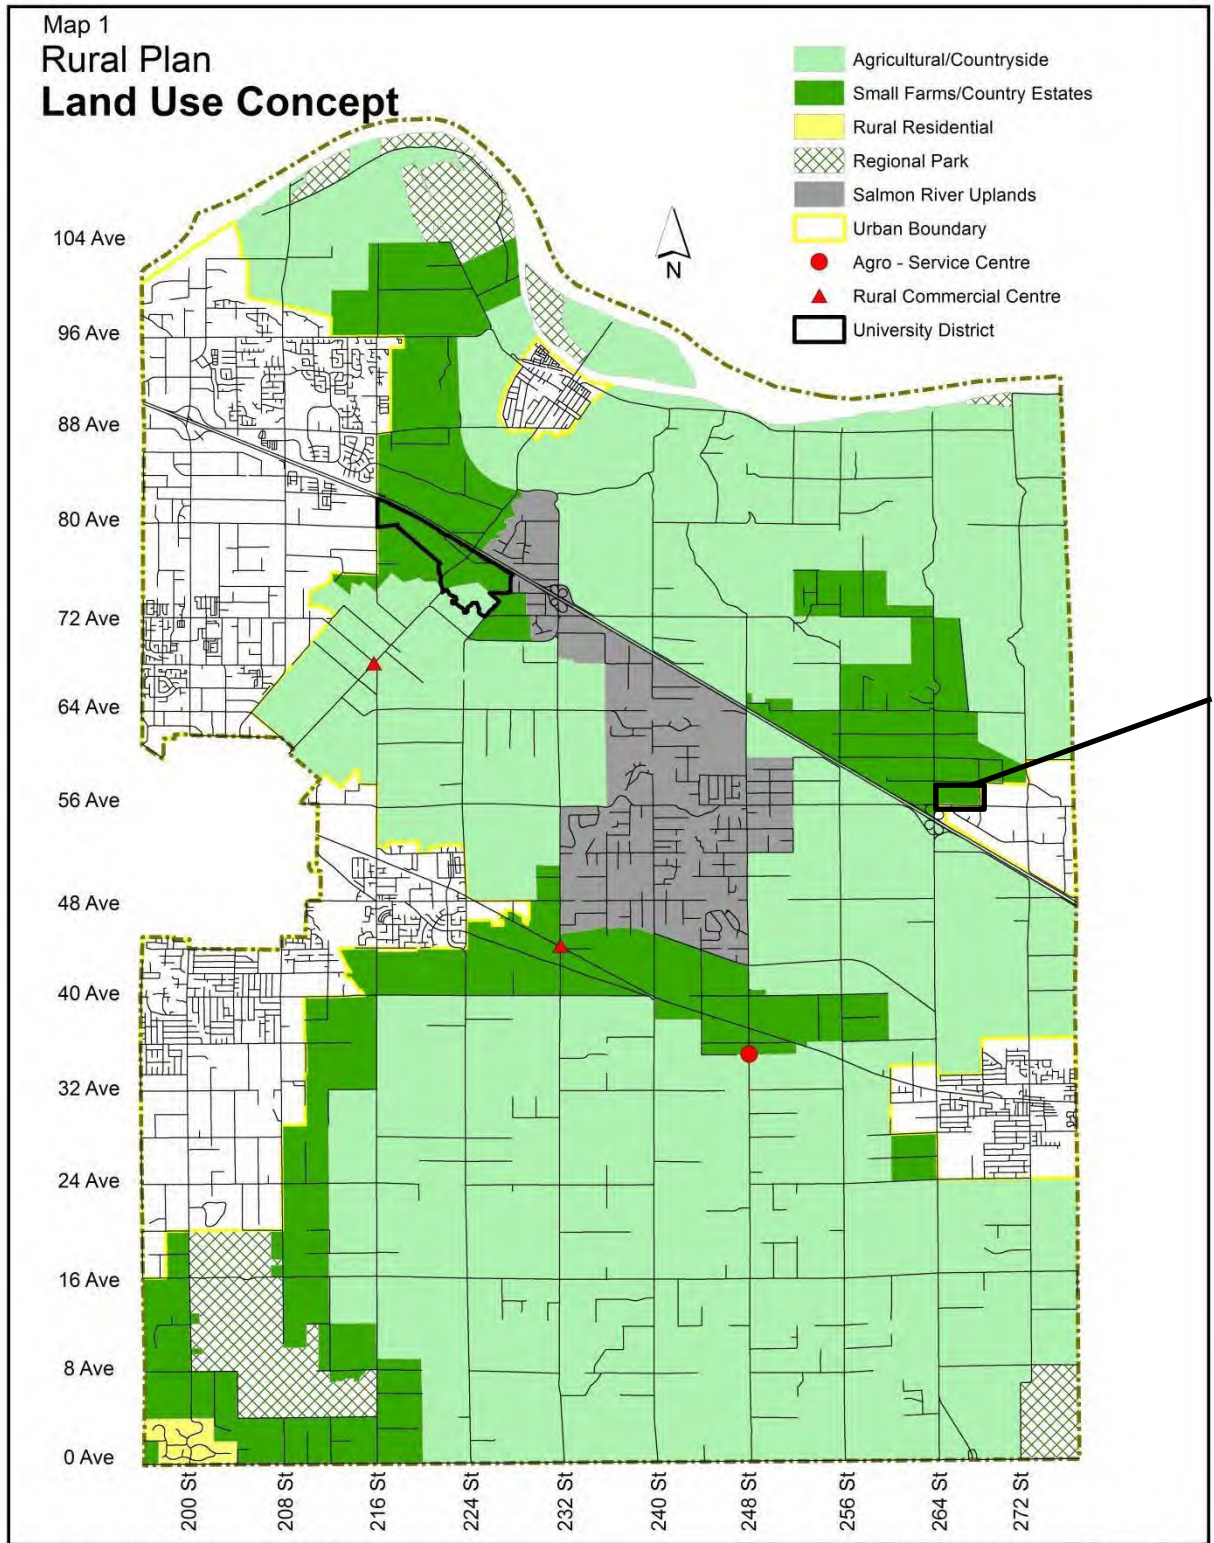 Map 1
Rural Plan
Land Use Concept
Agricultural/Countryside
Small Farms/Country Estates
Rural Residential
Regional Park
Salmon River Uplands
Urban Boundary
Agro - Service Centre
Rural Commercial Centre
University District
N
104 Ave
96 Ave
88 Ave
80 Ave
72 Ave
64 Ave
56 Ave
48 Ave
40 Ave
32 Ave
24 Ave
16 Ave
8 Ave
0 Ave
200 St
208 St
216 St
224 St
232 St
240 St
248 St
256 St
264 St
272 St